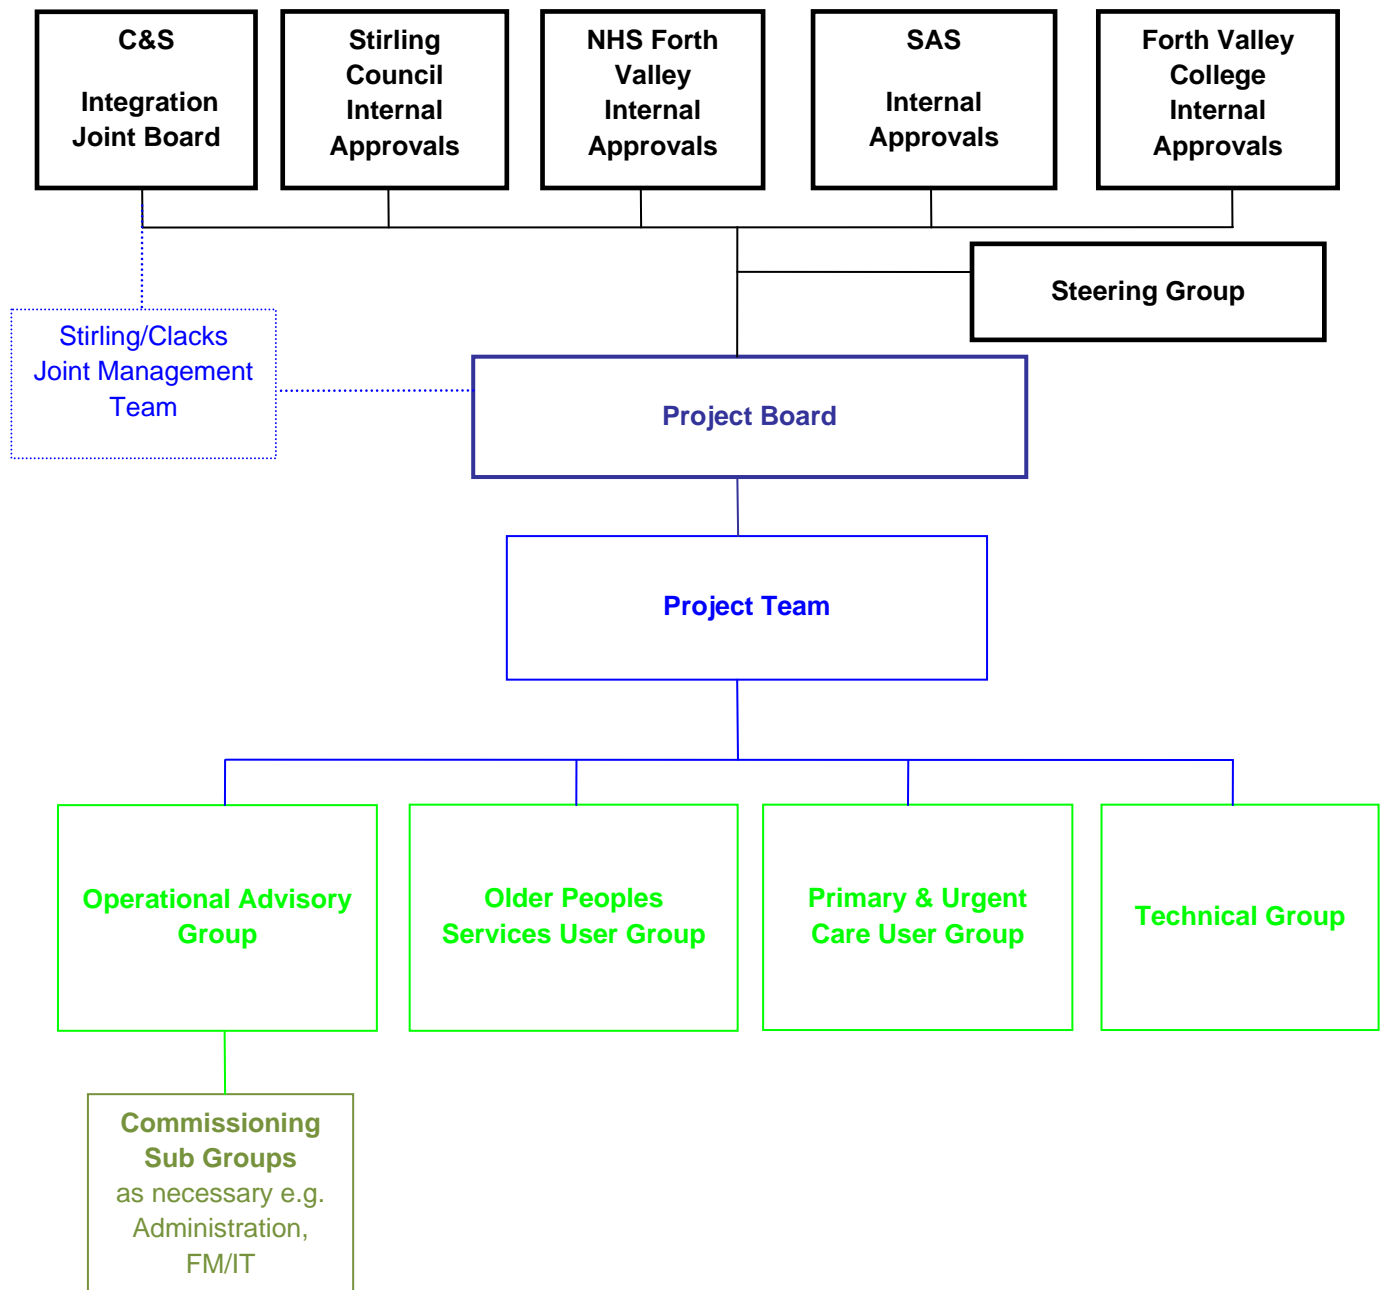 C&S
Integration
Joint Board
Stirling
Council
Internal
Approvals
NHS Forth
Valley
Internal
Approvals
SAS
Internal
Approvals
Forth Valley
College
Internal
Approvals
Steering Group
Stirling/Clacks
Joint Management
Team
Project Board
Project Team
Operational Advisory
Group
Older Peoples
Services User Group
Primary & Urgent
Care User Group
Technical Group
Commissioning
Sub Groups
as necessary e.g.
Administration,
FM/IT